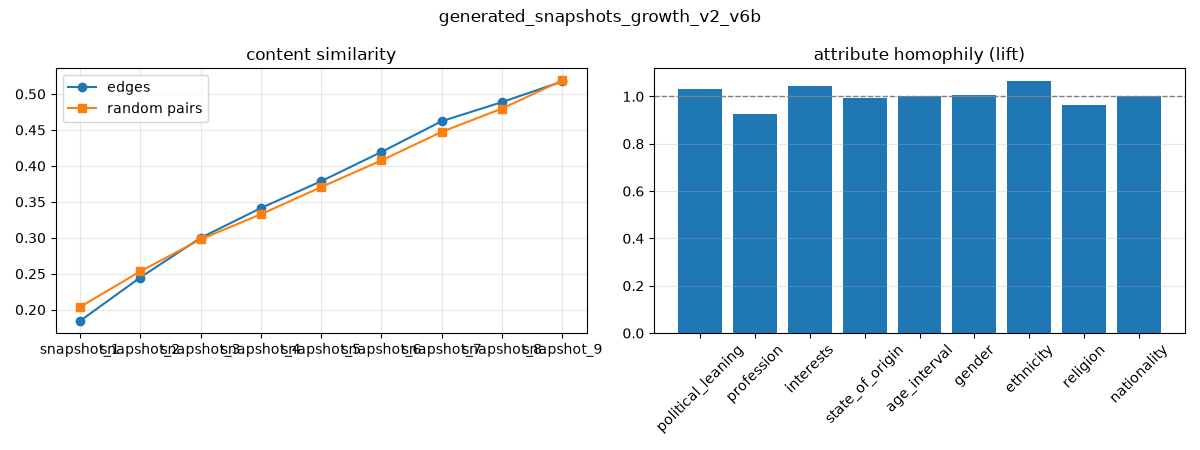 generated_snapshots_growth_v2_v6b
content similarity
edges
random pairs
0.50
0.45
0.40
0.35
0.30
0.25
0.20
snapshot_1 snapshot_2 snapshot_3 snapshot_4 snapshot_5 snapshot_6 snapshot_7 snapshot_8 snapshot_9
attribute homophily (lift)
1.0
0.8
0.6
0.4
0.2
0.0
political_leaning
profession
interests
state_of_origin
age_interval
gender
ethnicity
religion
nationality